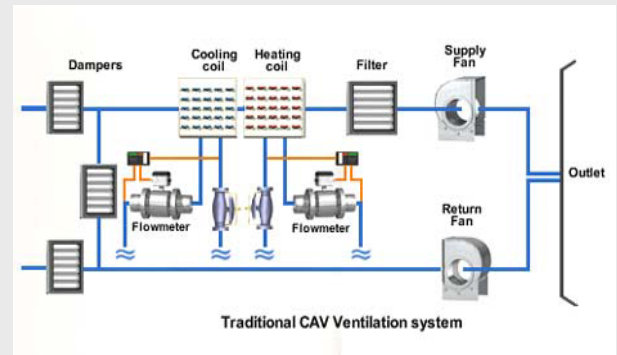 Dampers
Cooling
coil
Heating
coil
Filter
Supply
Fan
Outlet
Flowmeter
Flowmeter
Return
Fan
Traditional CAV Ventilation system